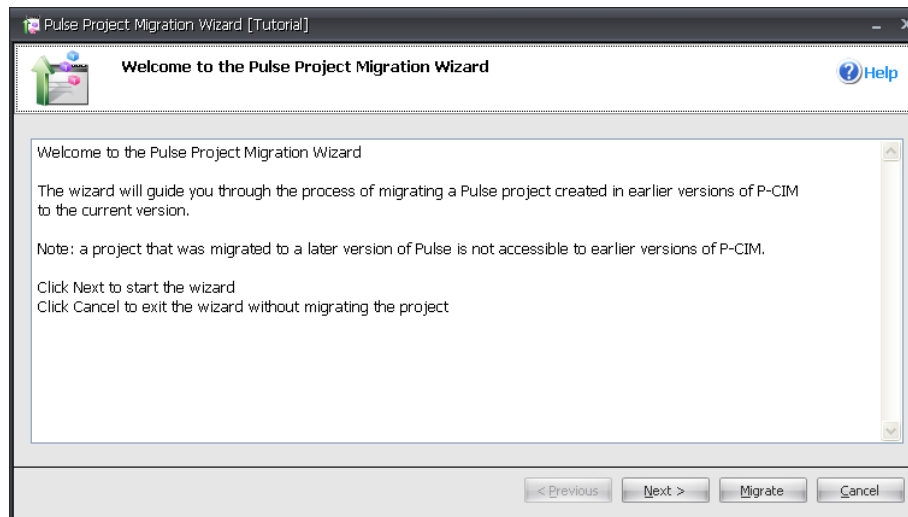 Pulse Project Migration Wizard [Tutorial]
Welcome to the Pulse Project Migration Wizard
Help
Welcome to the Pulse Project Migration Wizard
The wizard will guide you through the process of migrating a Pulse project created in earlier versions of P-CIM
to the current version.
Note: a project that was migrated to a later version of Pulse is not accessible to earlier versions of P-CIM.
Click Next to start the wizard
Click Cancel to exit the wizard without migrating the project
< Previous
Next >
Migrate
Cancel